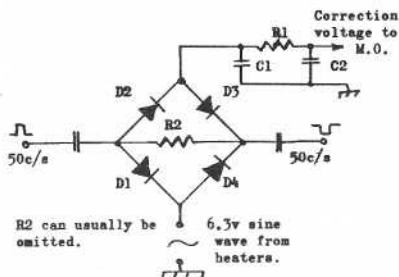 Correction
voltage to
M.O.
R1
C1
C2
D2
D3
R2
50c/s
50c/s
D1
D4
R2 can usually be
omitted.
6.3v sine
wave from
heaters.